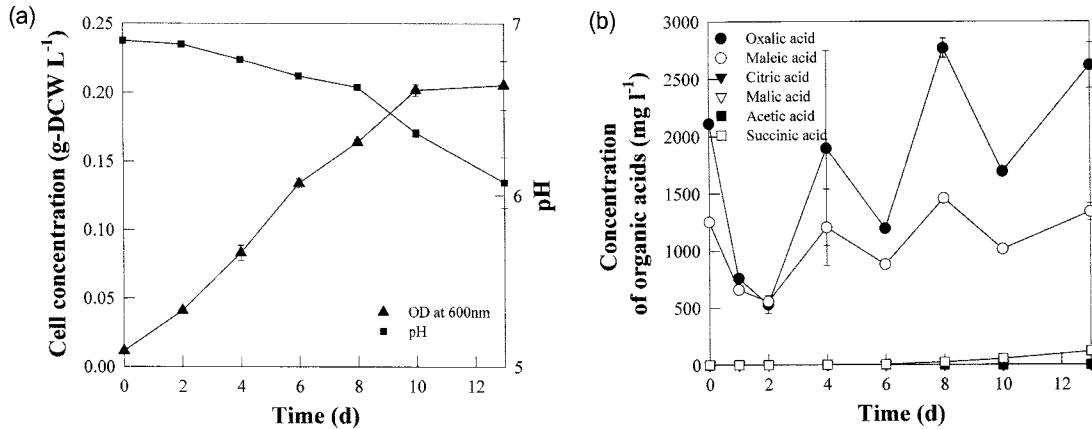 (a)
0.25
0.20
0.15
0.10
0.05
0.00
Cell concentration (g-DCW L⁻¹)
7
6
5
pH
OD at 600nm
pH
0 2 4 6 8 10 12
Time (d)
(b)
3000
2500
2000
1500
1000
500
0
Concentration
of organic acids (mg l⁻¹)
Oxalic acid
Maleic acid
Citric acid
Malic acid
Acetic acid
Succinic acid
0 2 4 6 8 10 12
Time (d)